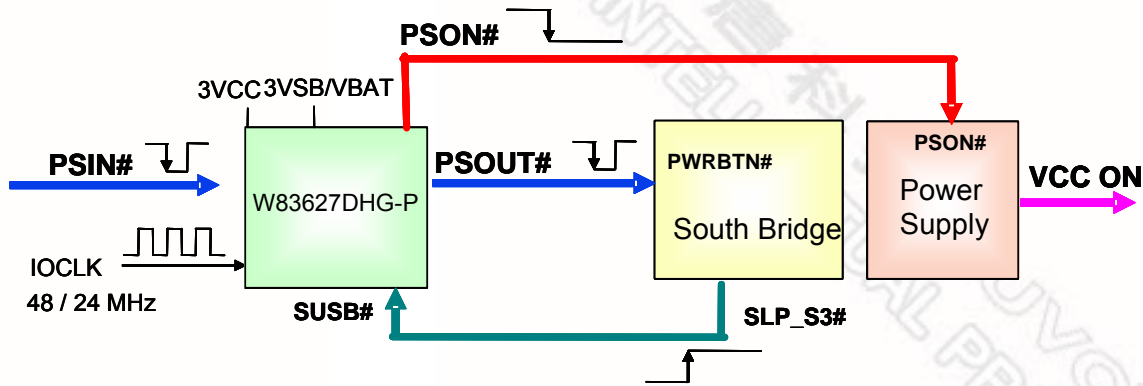 PSON#
3VCC 3VSB/VBAT
PSIN#
W83627DHG-P
PSOUT#
PWRBTN#
South Bridge
PSON#
Power
Supply
VCC ON
IOCLK
48 / 24 MHz
SUSB#
SLP_S3#